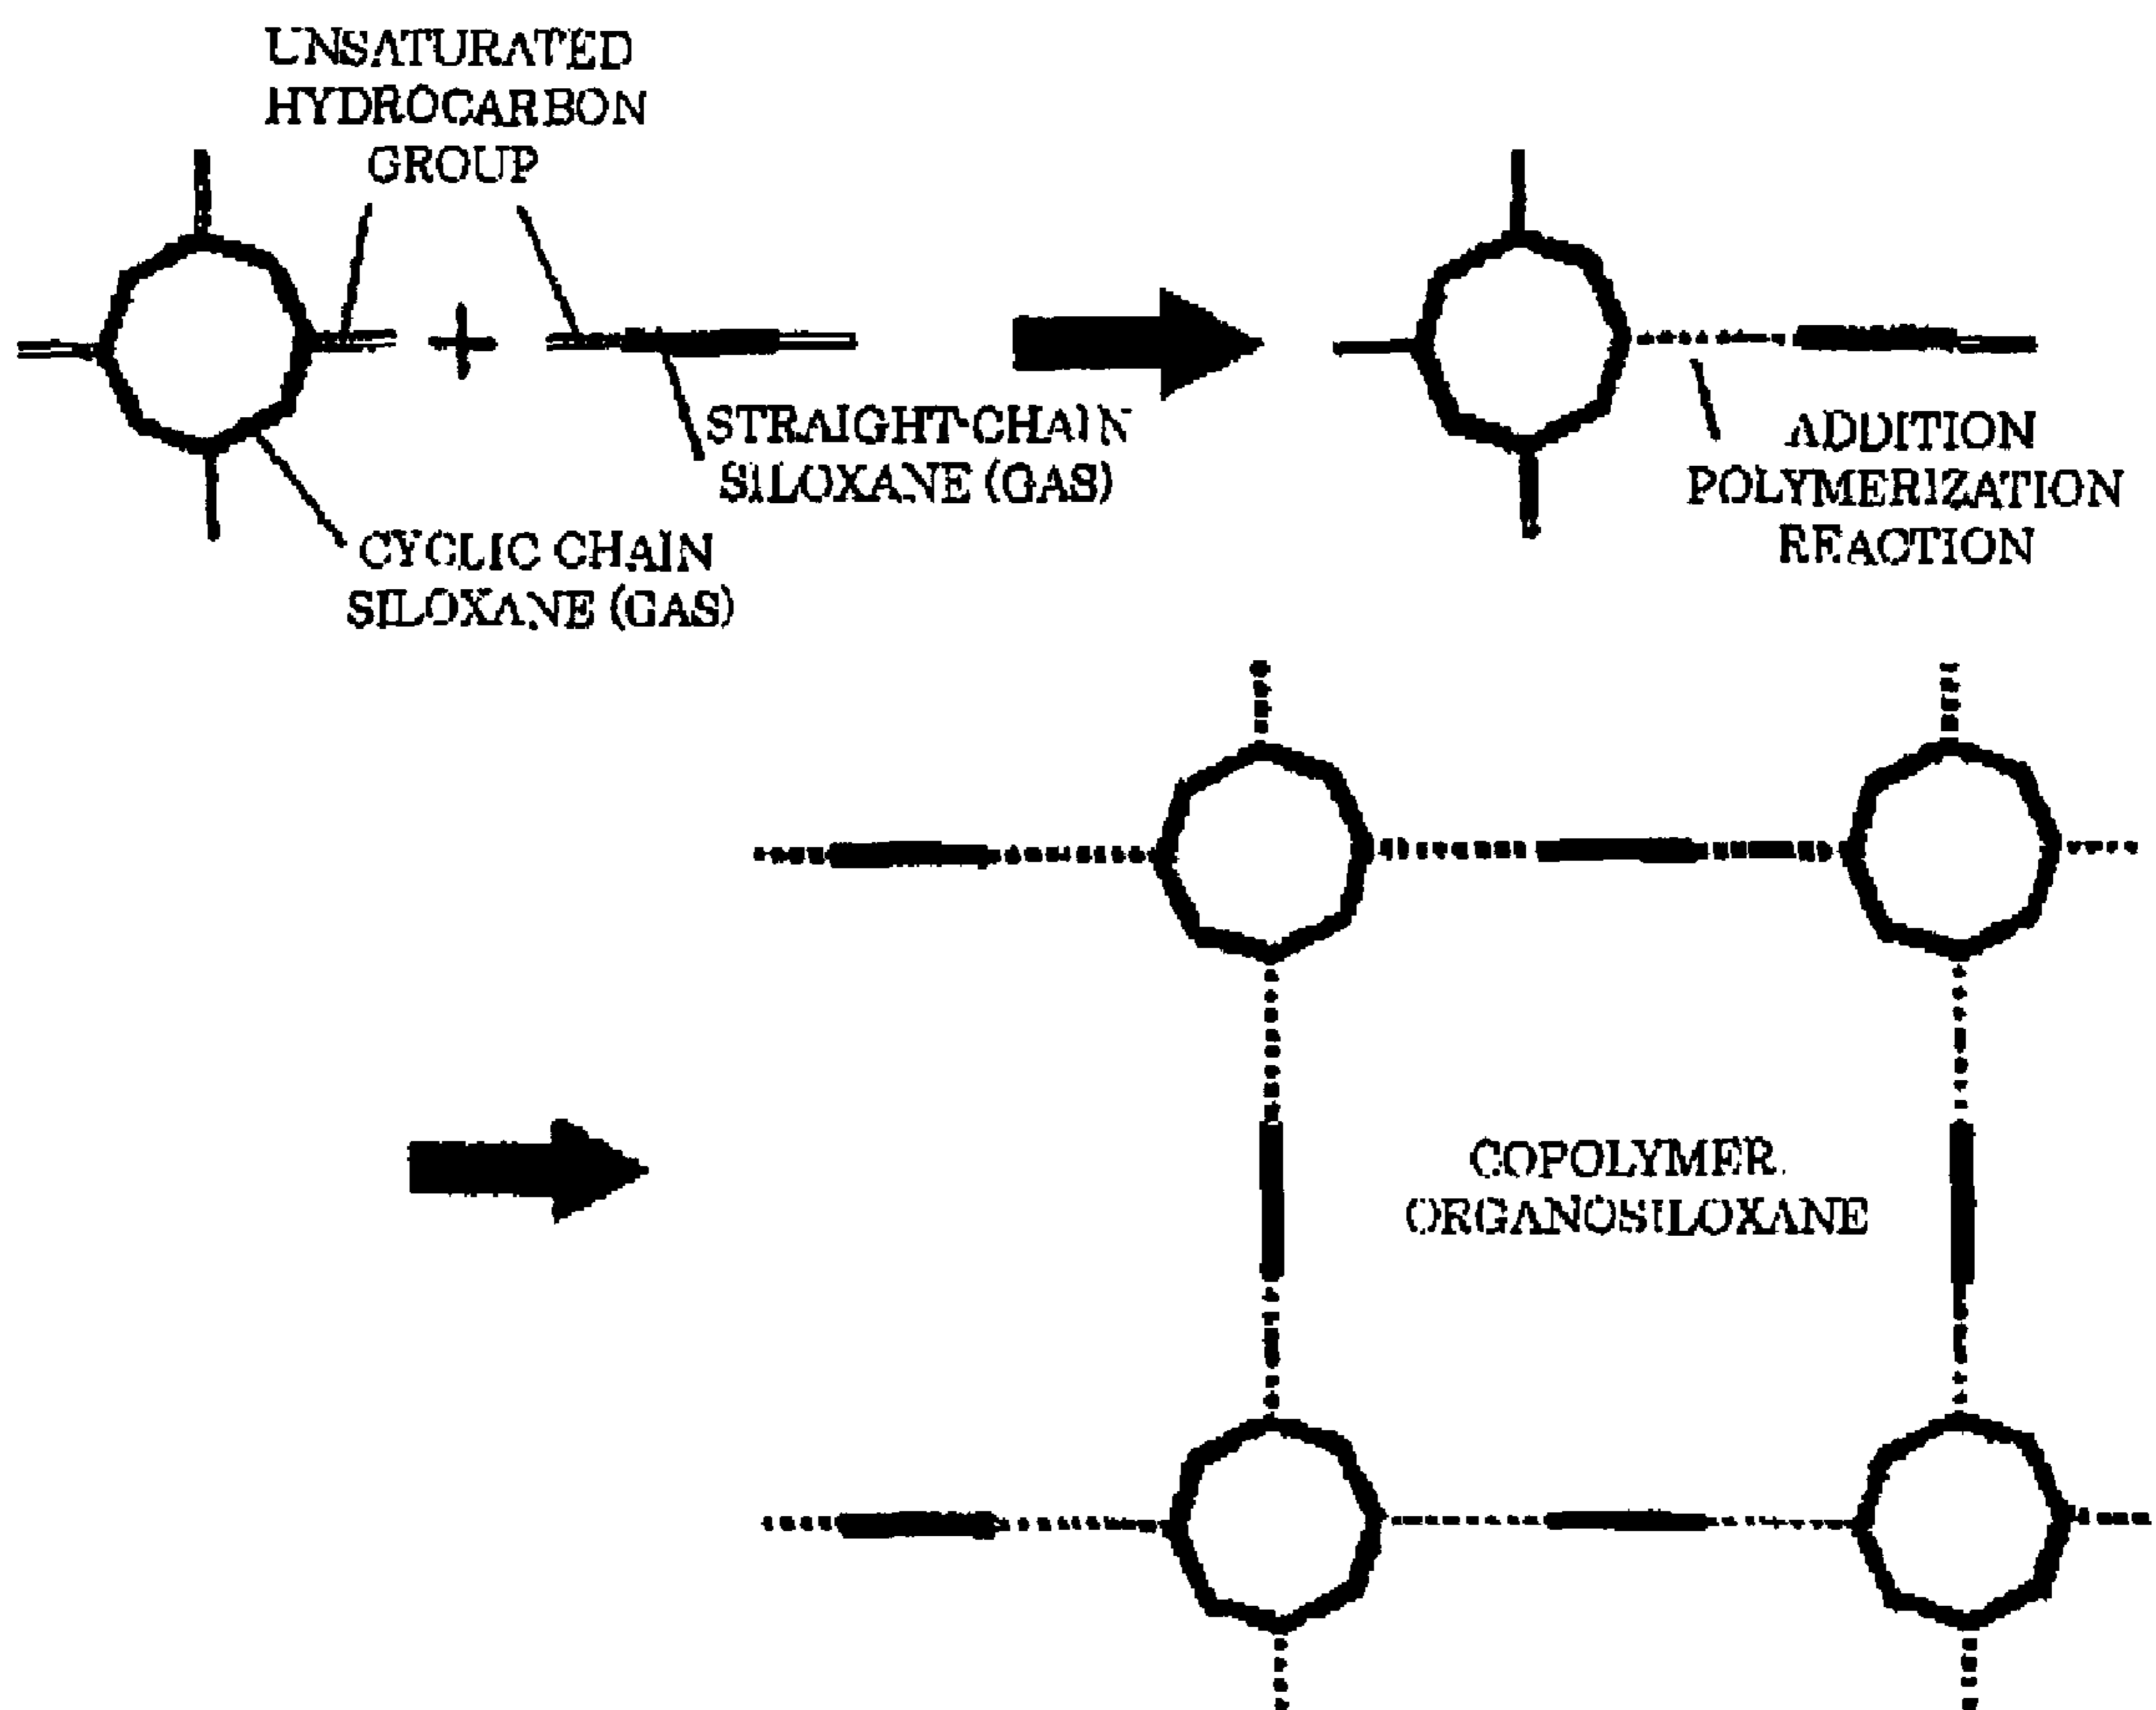 UNSATURATED
HYDROCARBON
GROUP
STRAIGHT-CHAIN
SILOXANE (GAS)
CYCLIC CHAIN
SILOXANE (GAS)
ADDITION
POLYMERIZATION
REACTION
COPOLYMER
ORGANOSILOXANE